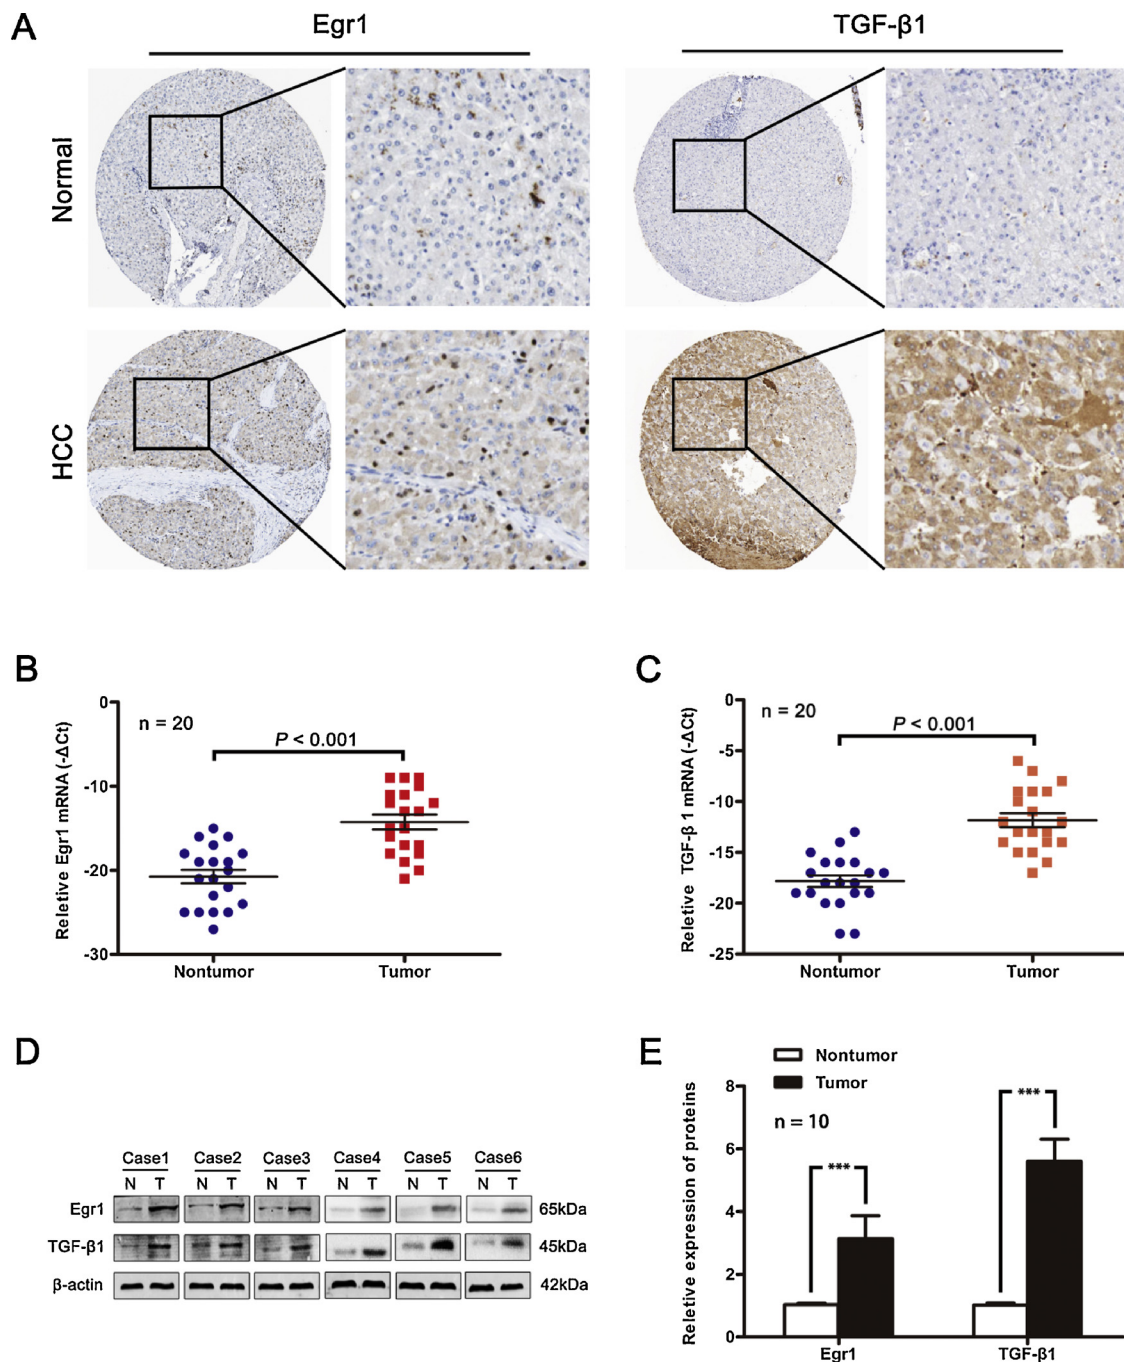 A
Egr1
TGF-β1
Normal
HCC
B
Reletive Egr1 mRNA (-ΔCt)
0
-10
-20
-30
n = 20
P < 0.001
Nontumor
Tumor
C
Reletive TGF-β 1 mRNA (-ΔCt)
0
-5
-10
-15
-20
-25
n = 20
P < 0.001
Nontumor
Tumor
D
Case1 Case2 Case3 Case4 Case5 Case6
N T N T N T N T N T N T
Egr1 65kDa
TGF-β1 45kDa
β-actin 42kDa
E
Nontumor
Tumor
n = 10
Reletive expression of proteins
8
6
4
2
0
***
***
Egr1
TGF-β1